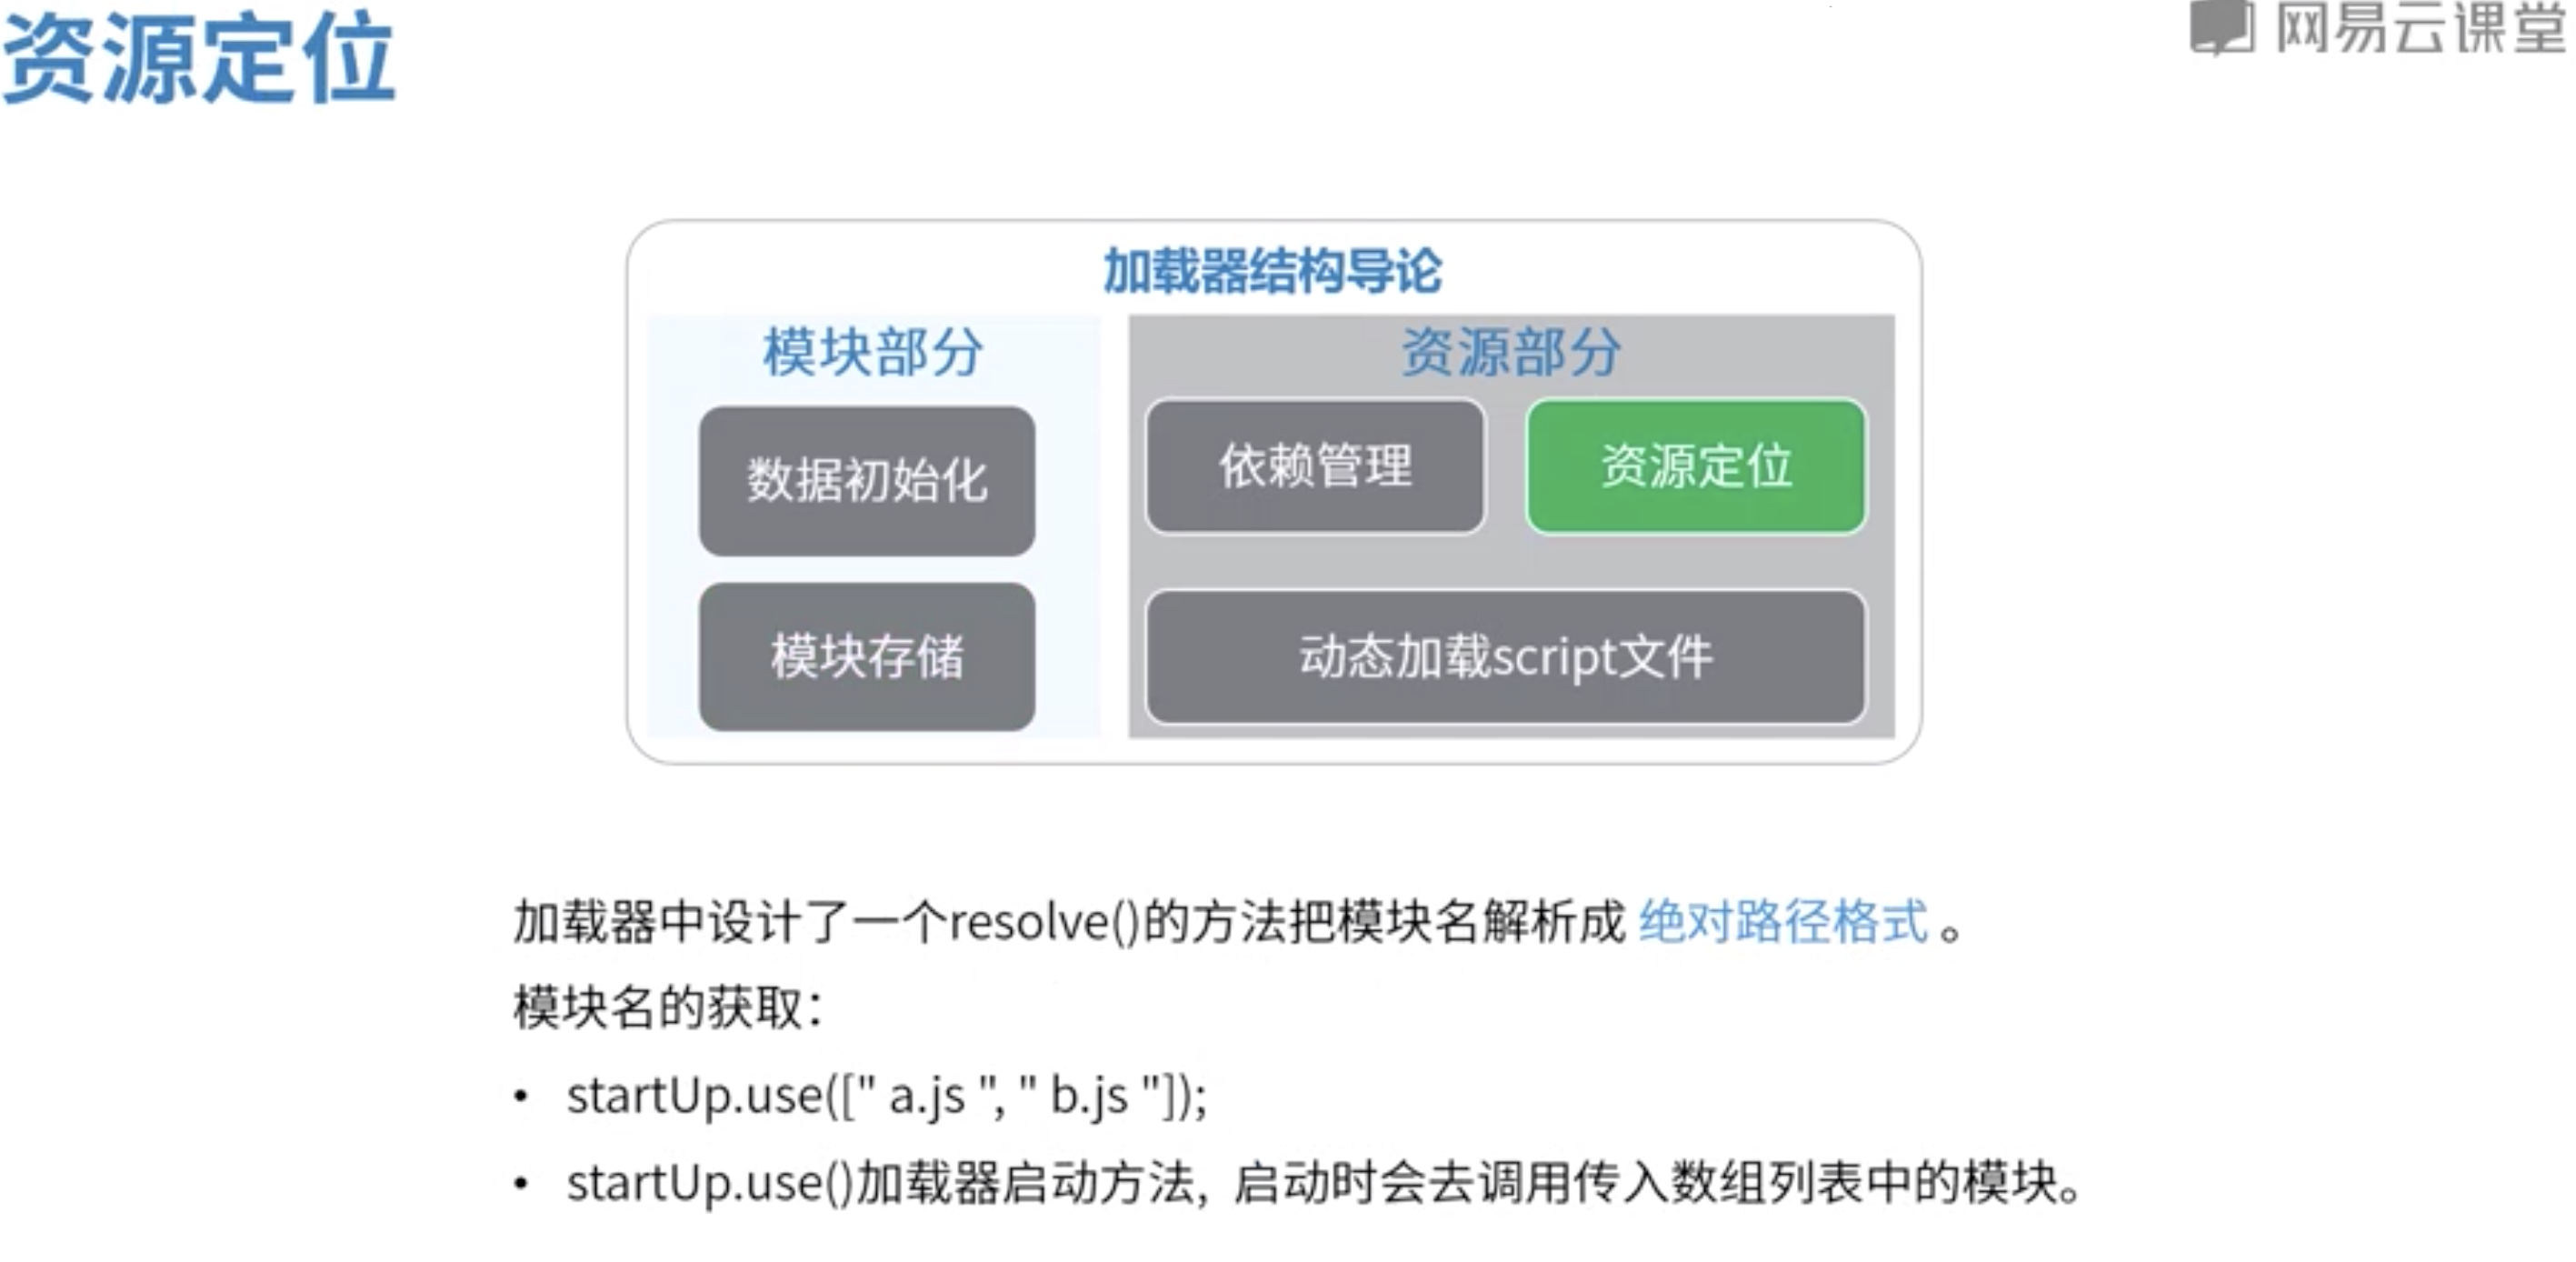 资源定位
网易云课堂
加载器结构导论
模块部分
资源部分
数据初始化
依赖管理
资源定位
模块存储
动态加载script文件
加载器中设计了一个resolve()的方法把模块名解析成 绝对路径格式 。
模块名的获取：
• startUp.use([" a.js ", " b.js "]);
• startUp.use()加载器启动方法, 启动时会去调用传入数组列表中的模块。